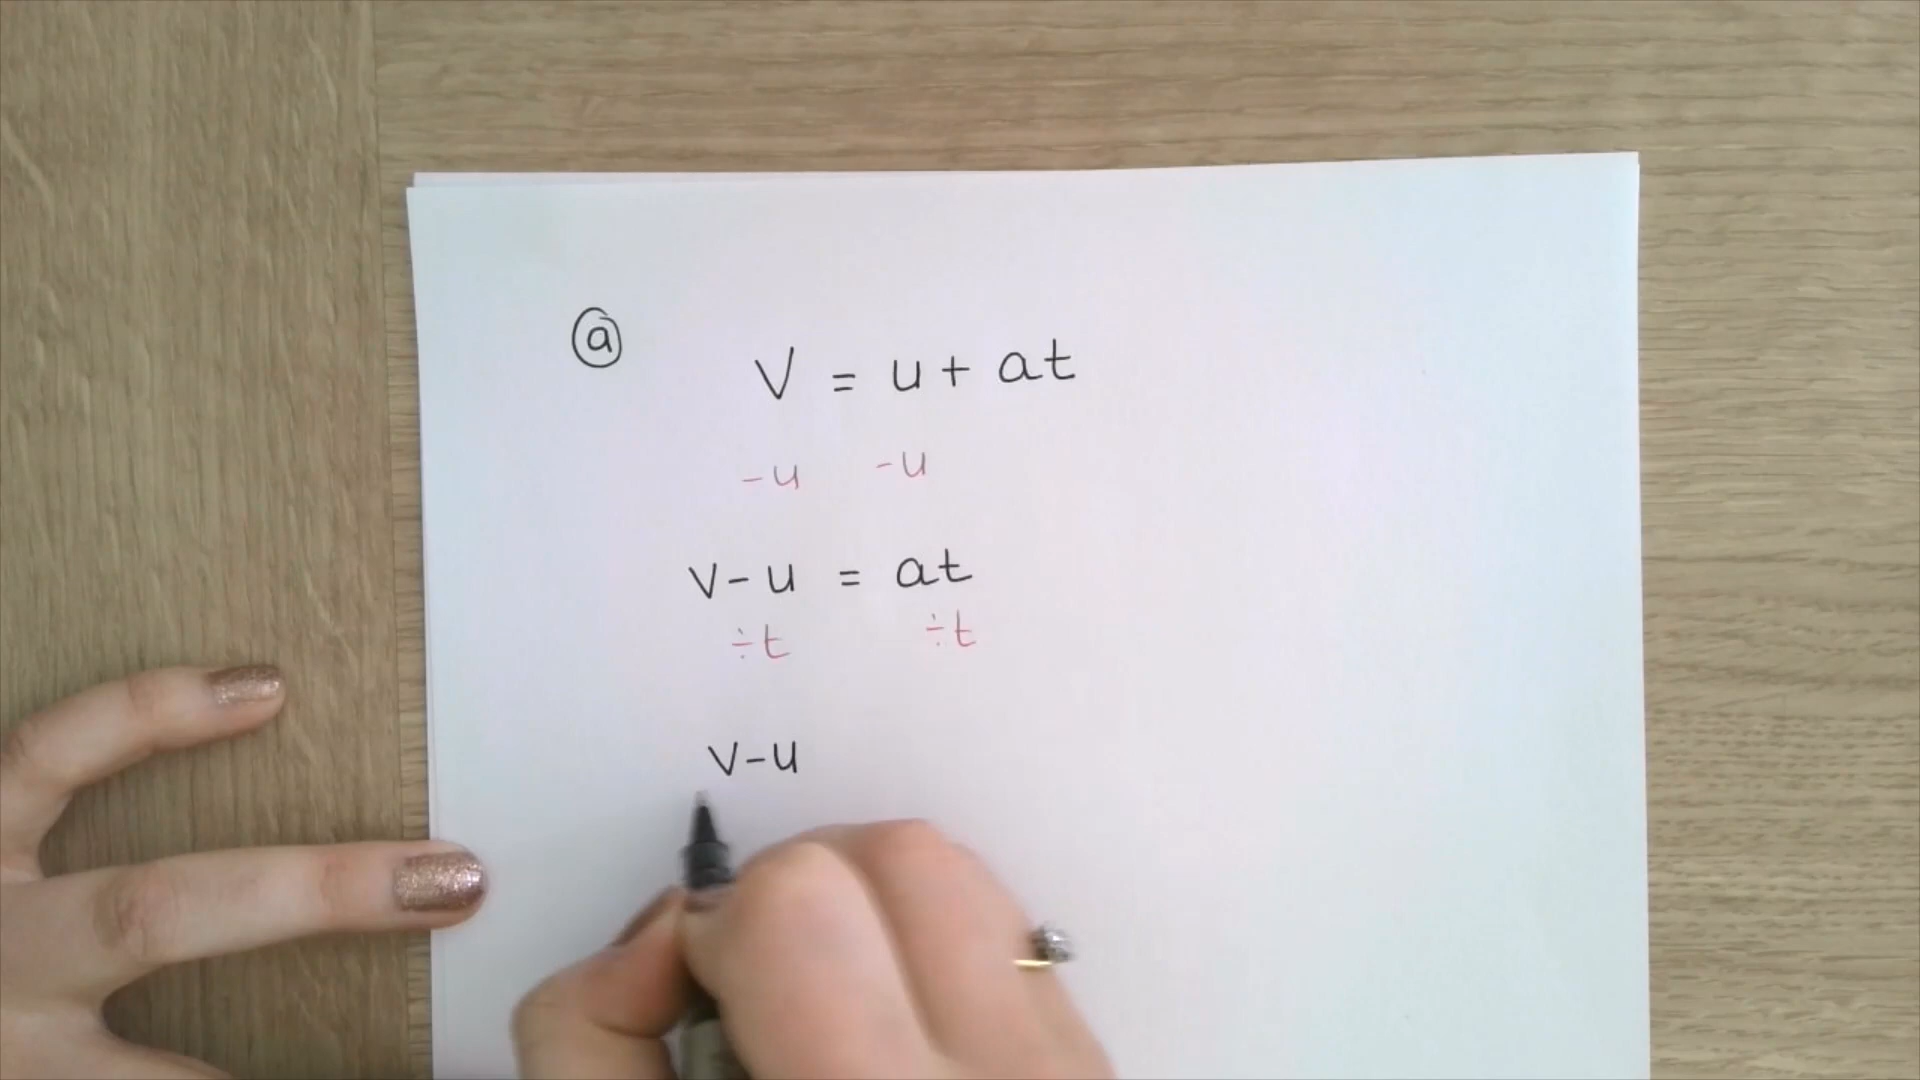 a
V = u + at
-u -u
v-u = at
÷t ÷t
v-u